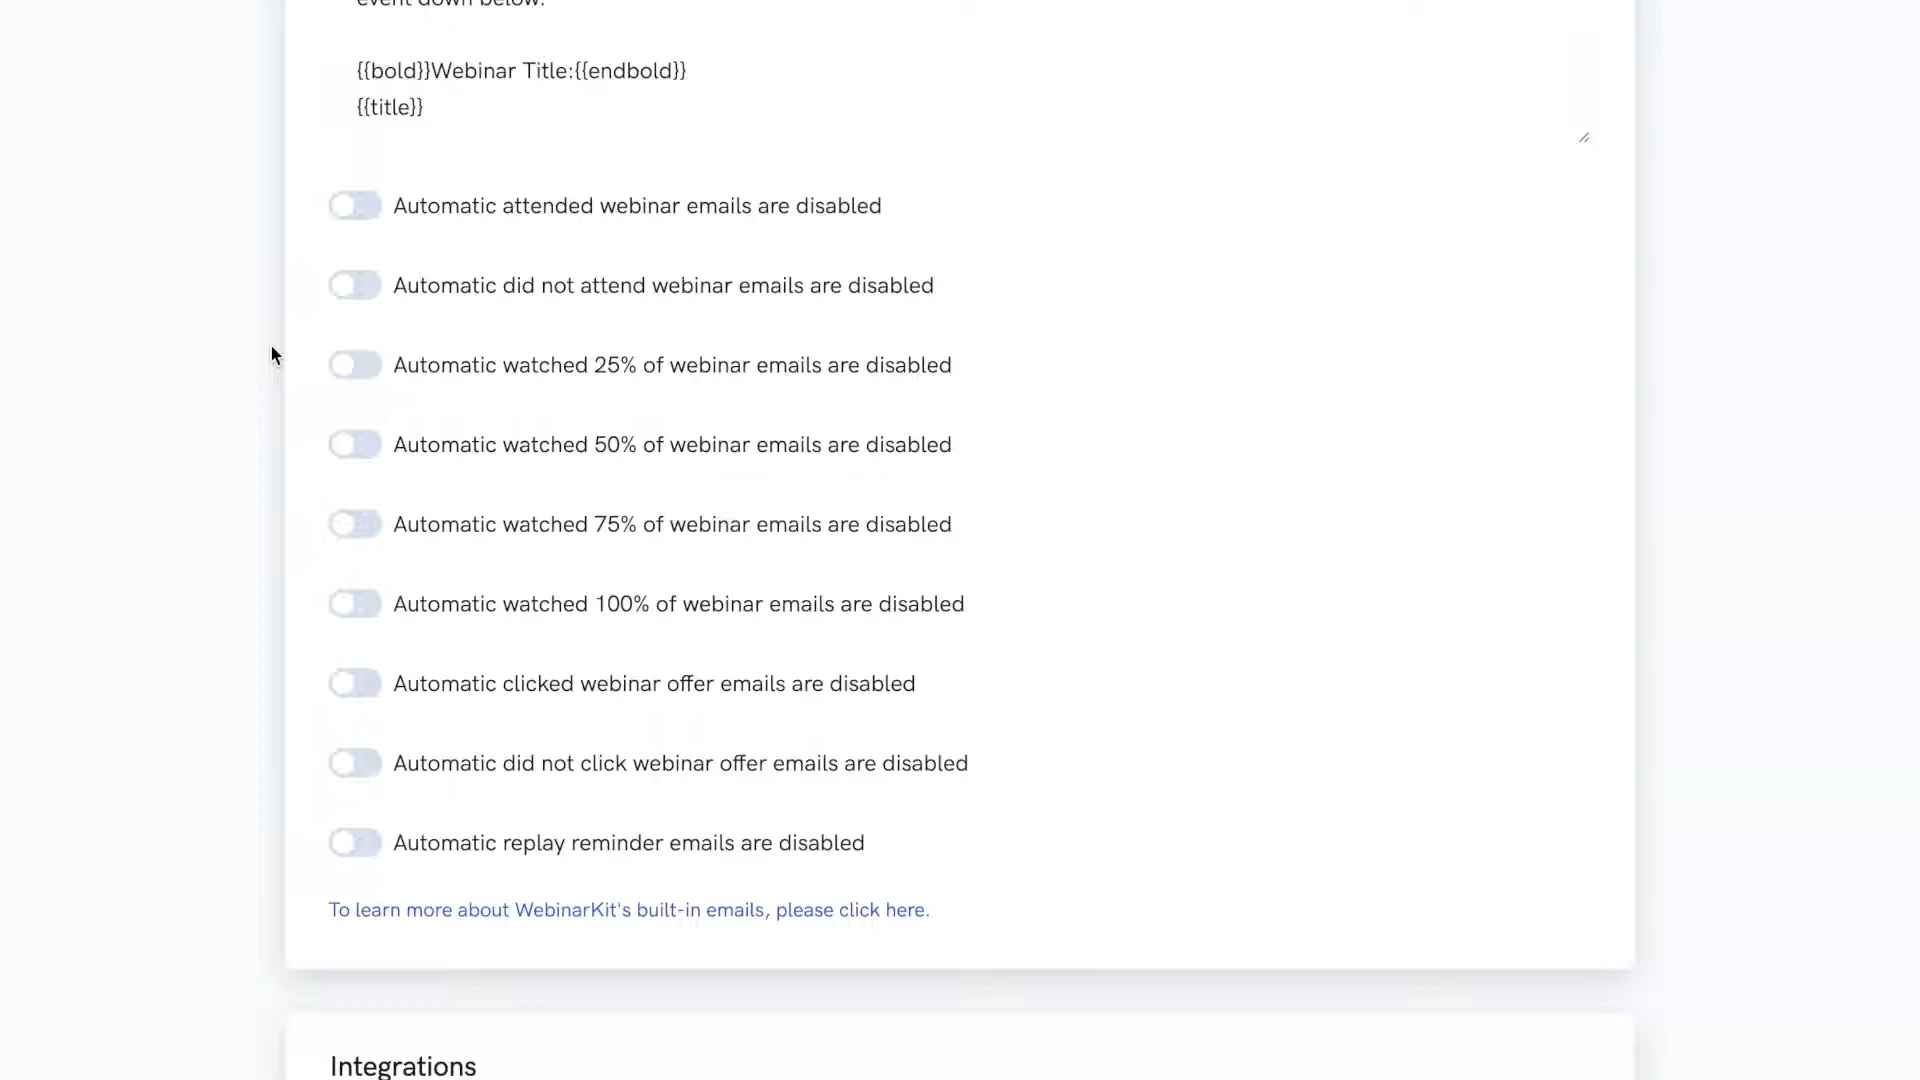 event down below:
{{bold}}Webinar Title:{{endbold}}
{{title}}
Automatic attended webinar emails are disabled
Automatic did not attend webinar emails are disabled
Automatic watched 25% of webinar emails are disabled
Automatic watched 50% of webinar emails are disabled
Automatic watched 75% of webinar emails are disabled
Automatic watched 100% of webinar emails are disabled
Automatic clicked webinar offer emails are disabled
Automatic did not click webinar offer emails are disabled
Automatic replay reminder emails are disabled
To learn more about WebinarKit's built-in emails, please click here.
Integrations